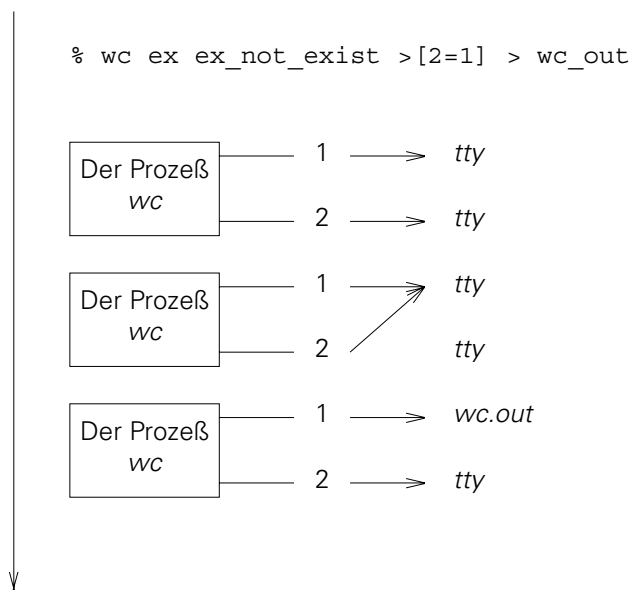 % wc ex ex_not_exist >[2=1] > wc_out
Der Prozeß
wc
1
tty
2
tty
Der Prozeß
wc
1
tty
2
tty
Der Prozeß
wc
1
wc.out
2
tty